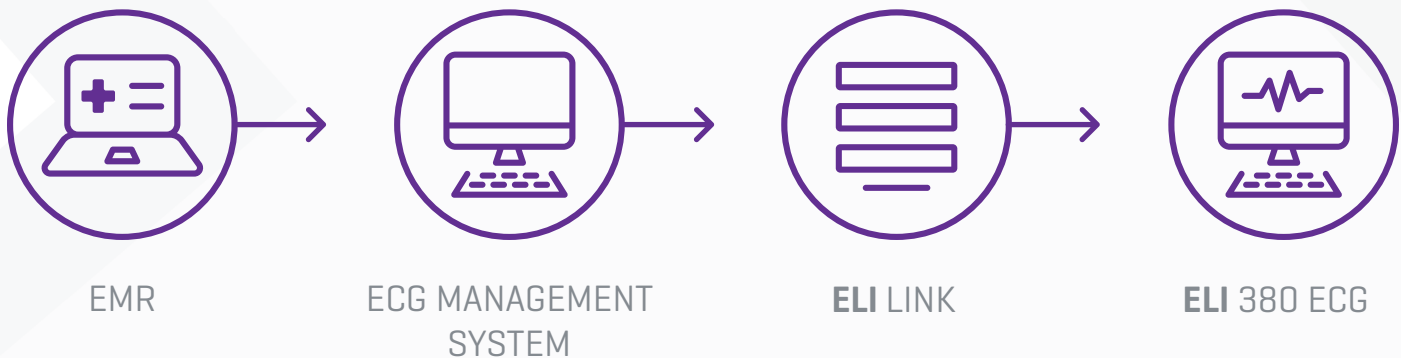 EMR
ECG MANAGEMENT
SYSTEM
ELI LINK
ELI 380 ECG